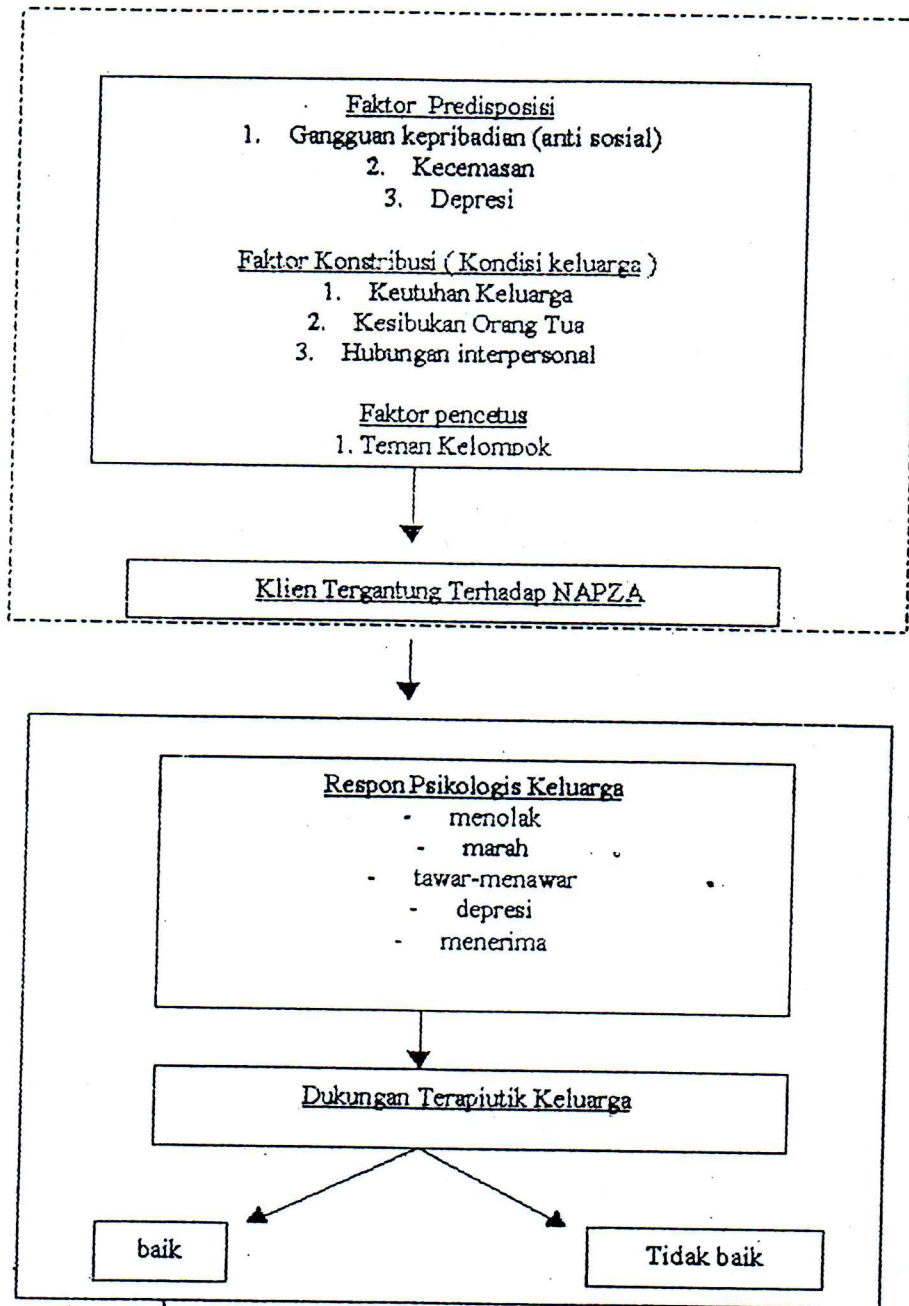 Faktor Predisposisi
1. Gangguan kepribadian (anti sosial)
2. Kecemasan
3. Depresi
Faktor Konstribusi ( Kondisi keluarga )
1. Keutuhan Keluarga
2. Kesibukan Orang Tua
3. Hubungan interpersonal
Faktor pencetus
1. Teman Kelompok
Klien Tergantung Terhadap NAPZA
Respon Psikologis Keluarga
- menolak
- marah
- tawar-menawar
- depresi
- menerima
Dukungan Terapiutik Keluarga
baik
Tidak baik